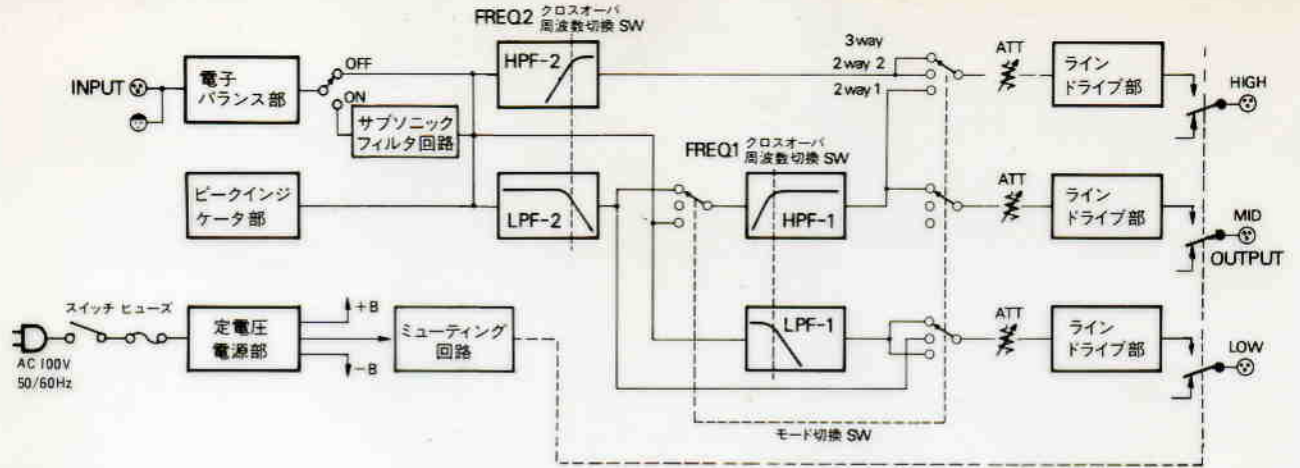 FREQ2 クロスオーバ
周波数切換 SW
INPUT
電子
バランス部
OFF
ON
サブソニック
フィルタ回路
HPF-2
3way
2way 2
2way 1
ATT
ライン
ドライブ部
HIGH
FREQ1 クロスオーバ
周波数切換 SW
ピークインジ
ケータ部
LPF-2
HPF-1
ATT
ライン
ドライブ部
MID
OUTPUT
スイッチ ヒューズ
AC 100V
50/60Hz
定電圧
電源部
+B
-B
ミューティング
回路
LPF-1
ATT
ライン
ドライブ部
LOW
モード切換 SW